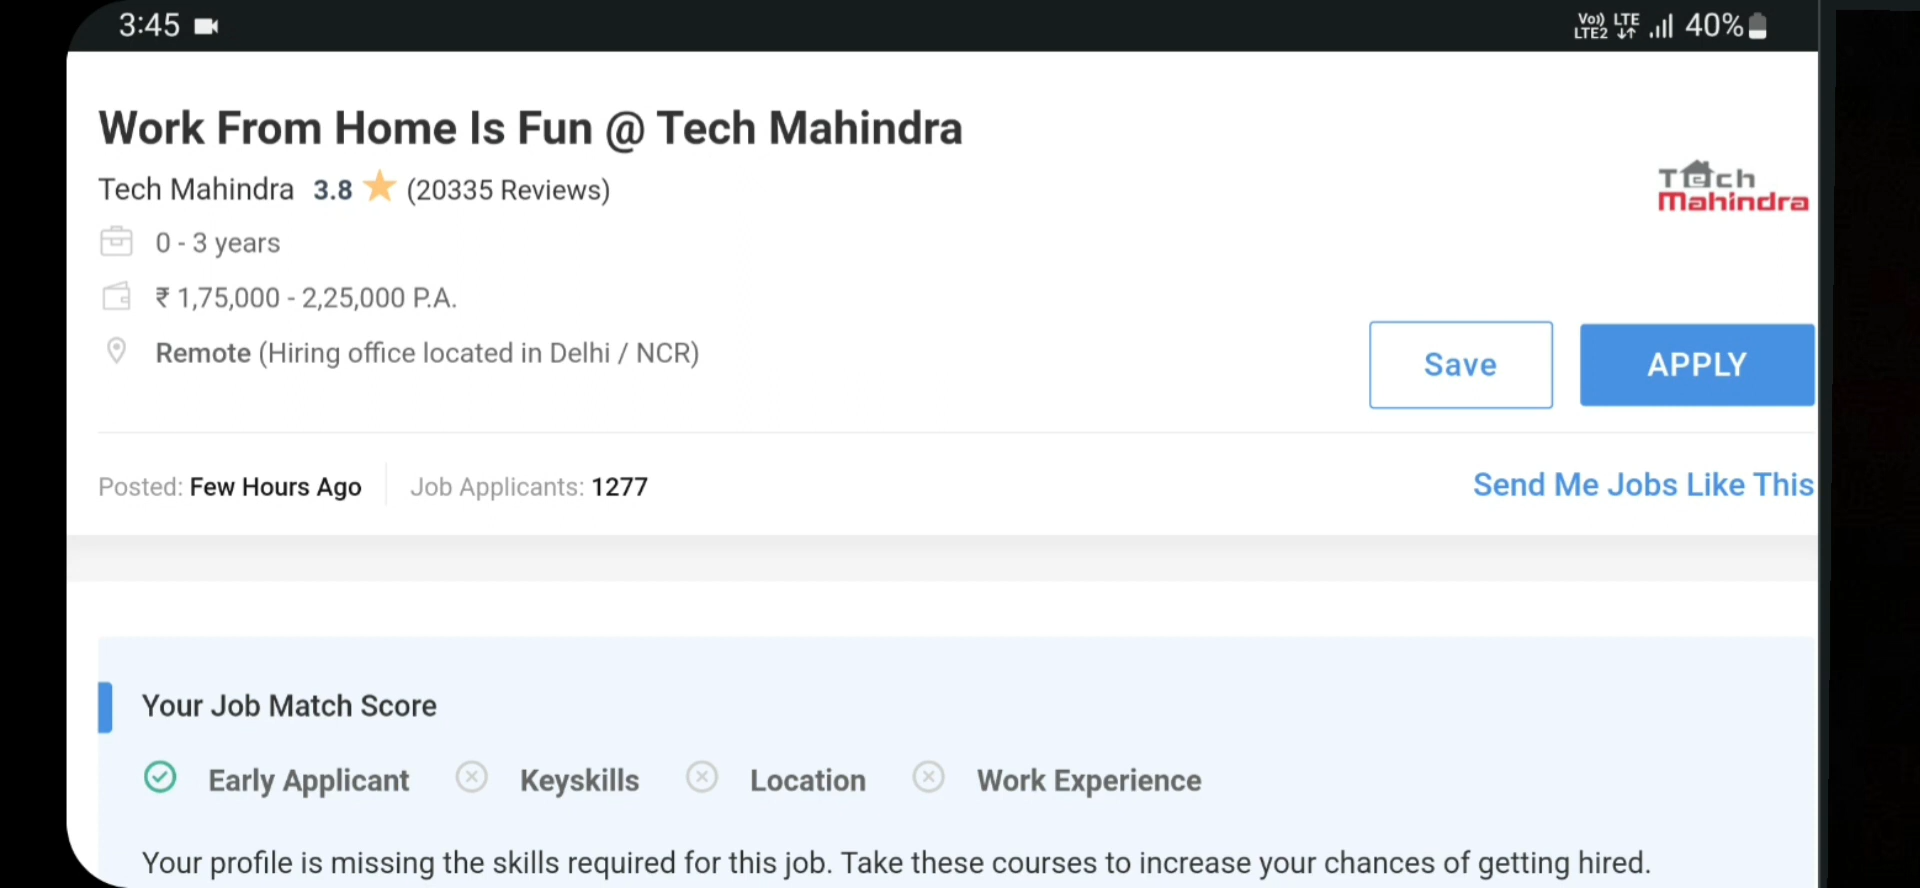 3:45
Vo)) LTE
LTE2
40%
Work From Home Is Fun @ Tech Mahindra
Tech Mahindra 3.8 (20335 Reviews)
Tech
Mahindra
0 - 3 years
₹ 1,75,000 - 2,25,000 P.A.
Remote (Hiring office located in Delhi / NCR)
Save
APPLY
Posted: Few Hours Ago
Job Applicants: 1277
Send Me Jobs Like This
Your Job Match Score
Early Applicant
Keyskills
Location
Work Experience
Your profile is missing the skills required for this job. Take these courses to increase your chances of getting hired.